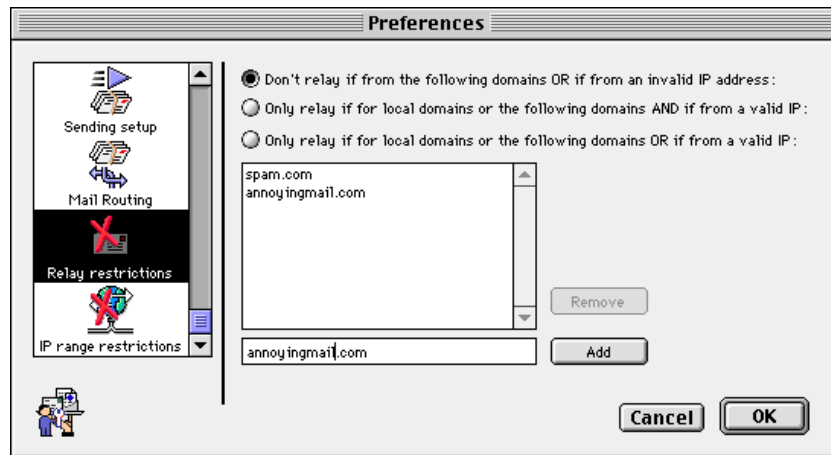 Preferences
Sending setup
Mail Routing
Relay restrictions
IP range restrictions
Don't relay if from the following domains OR if from an invalid IP address:
Only relay if for local domains or the following domains AND if from a valid IP:
Only relay if for local domains or the following domains OR if from a valid IP:
spam.com
annoyingmail.com
Remove
annoyingmail.com
Add
Cancel
OK